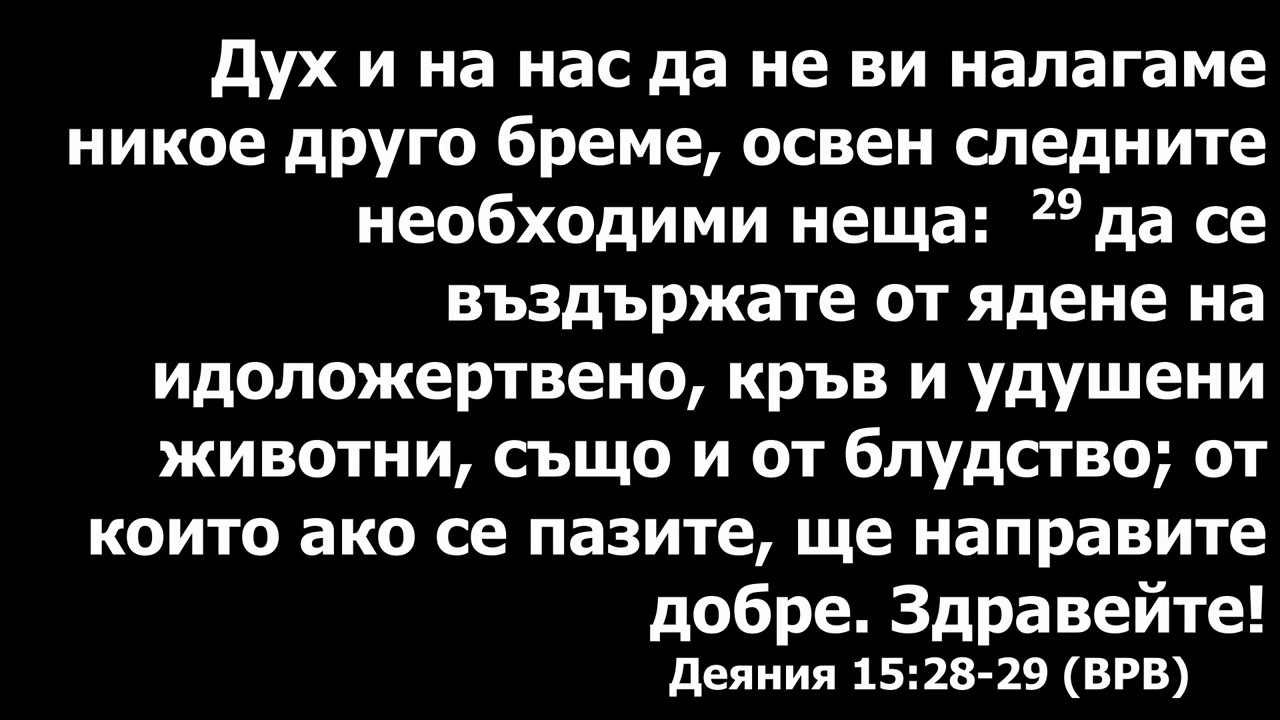 Дух и на нас да не ви налагаме
никое друго бреме, освен следните
необходими неща: 29 да се
въздържате от ядене на
идоложертвено, кръв и удушени
животни, също и от блудство; от
които ако се пазите, ще направите
добре. Здравейте!
Деяния 15:28-29 (ВРВ)